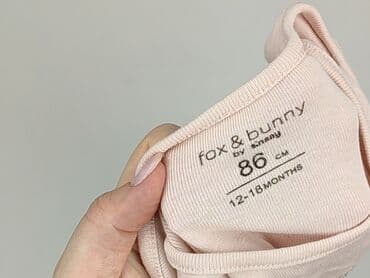 fox & bunny
by sinsay
86 CM
12-18 MONTHS